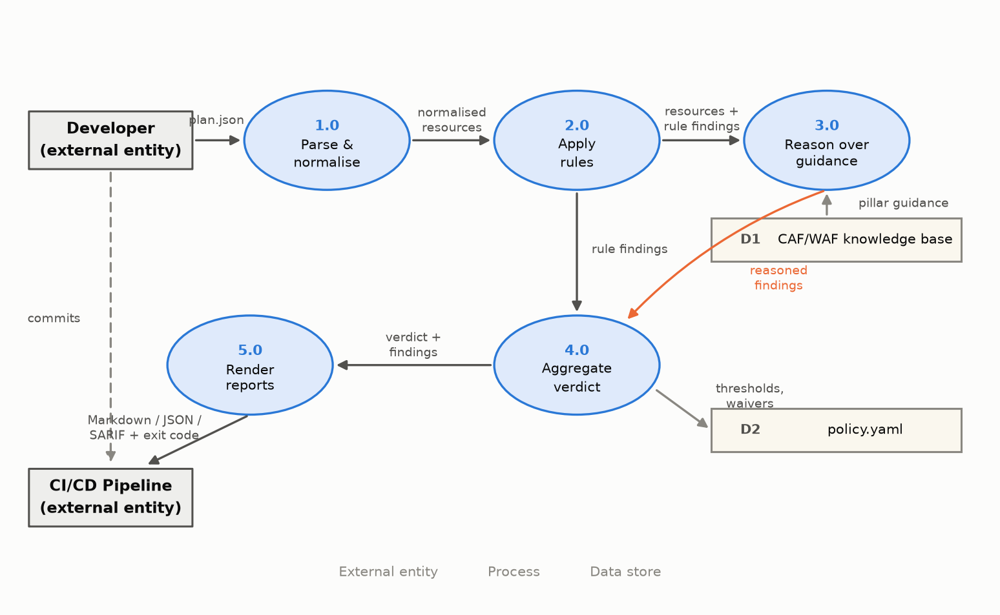 Developer
(external entity)
plan.json
1.0
Parse &
normalise
normalised
resources
2.0
Apply
rules
resources +
rule findings
3.0
Reason over
guidance
pillar guidance
D1 CAF/WAF knowledge base
rule findings
reasoned
findings
commits
5.0
Render
reports
verdict +
findings
4.0
Aggregate
verdict
thresholds,
waivers
D2 policy.yaml
Markdown / JSON /
SARIF + exit code
CI/CD Pipeline
(external entity)
External entity Process Data store